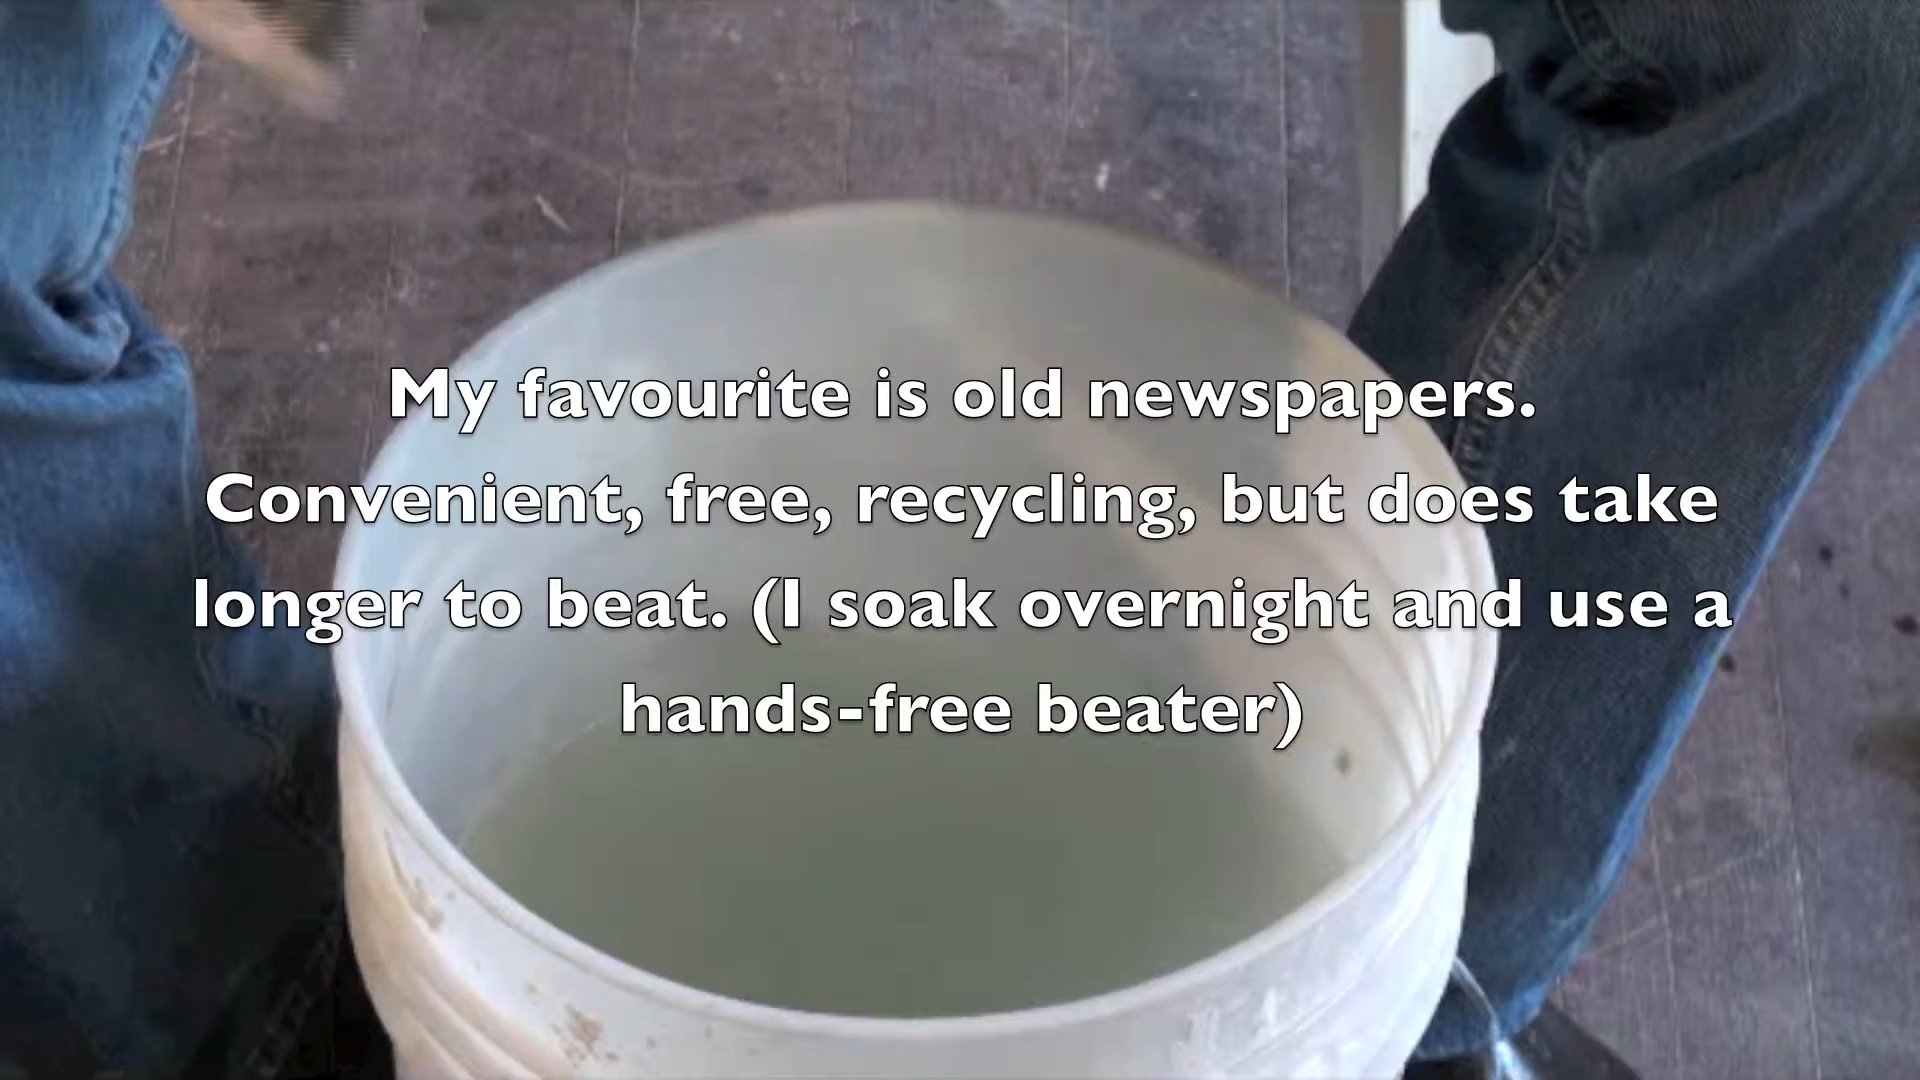 My favourite is old newspapers.
Convenient, free, recycling, but does take
longer to beat. (I soak overnight and use a
hands-free beater)